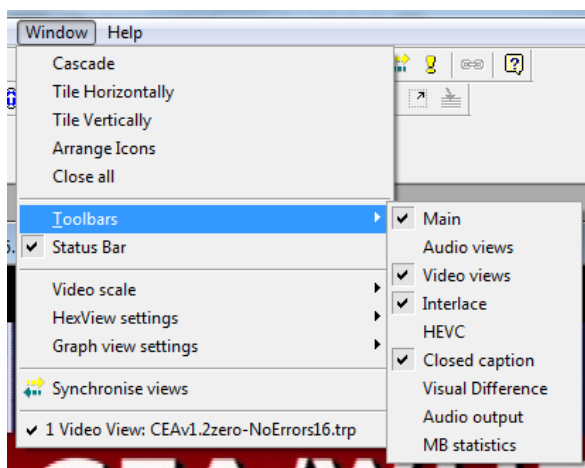 Window Help
Cascade
Tile Horizontally
Tile Vertically
Arrange Icons
Close all
Toolbars
Status Bar
Video scale
HexView settings
Graph view settings
Synchronise views
1 Video View: CEAv1.2zero-NoErrors16.trp
Main
Audio views
Video views
Interlace
HEVC
Closed caption
Visual Difference
Audio output
MB statistics